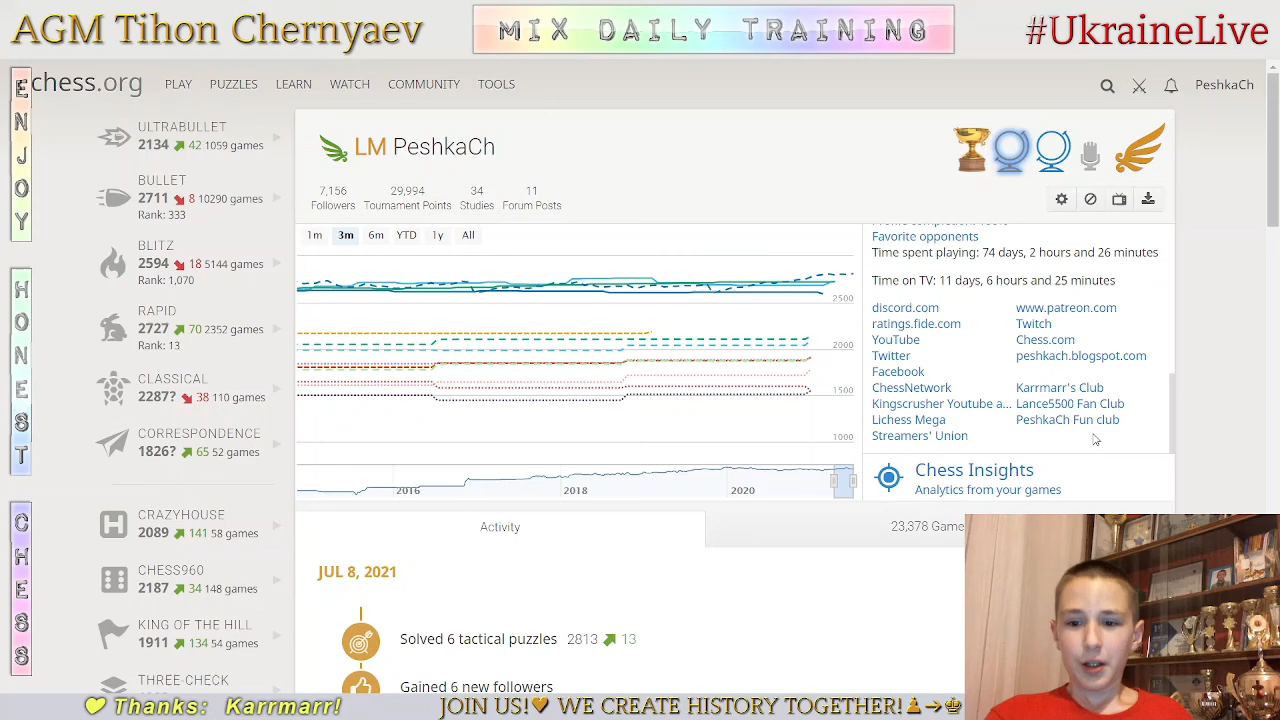 AGM Tihon Chernyaev
MIX DAILY TRAINING
#UkraineLive
ENJOY
HONEST
CHESS
chess.org
PLAY PUZZLES LEARN WATCH COMMUNITY TOOLS
PeshkaCh
ULTRABULLET
2134 42 1059 games
BULLET
2711 8 10290 games
Rank: 333
BLITZ
2594 18 5144 games
Rank: 1,070
RAPID
2727 70 2352 games
Rank: 13
CLASSICAL
2287? 38 110 games
CORRESPONDENCE
1826? 65 52 games
CRAZYHOUSE
2089 141 58 games
CHESS960
2187 34 148 games
KING OF THE HILL
1911 134 54 games
THREE-CHECK
LM PeshkaCh
7,156 29,994 34 11
Followers Tournament Points Studies Forum Posts
1m 3m 6m YTD 1y All
2500
2000
1500
1000
2016 2018 2020
Favorite opponents
Time spent playing: 74 days, 2 hours and 26 minutes
Time on TV: 11 days, 6 hours and 25 minutes
discord.com www.patreon.com
ratings.fide.com Twitch
YouTube Chess.com
Twitter peshkach.blogspot.com
Facebook
ChessNetwork Karrmarr's Club
Kingscrusher Youtube a... Lance5500 Fan Club
Lichess Mega PeshkaCh Fun club
Streamers' Union
Chess Insights
Analytics from your games
Activity 23,378 Game
JUL 8, 2021
Solved 6 tactical puzzles 2813 13
Gained 6 new followers
Thanks: Karrmarr! JOIN US!♥ WE CREATE HISTORY TOGETHER!♟→♚